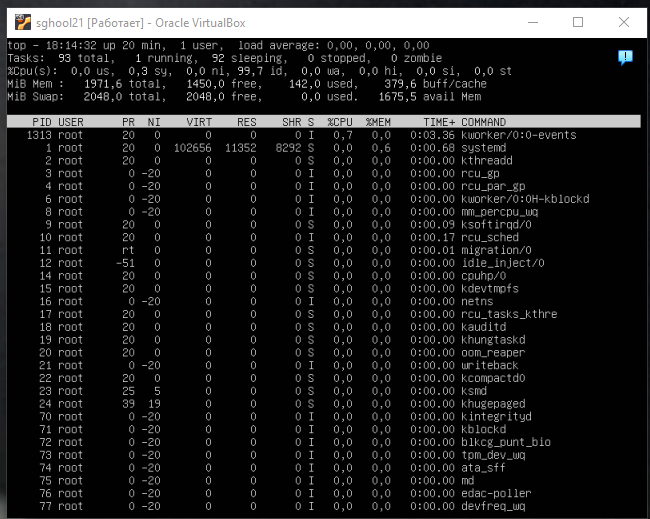 sghool21 [Работает] - Oracle VirtualBox
top - 18:14:32 up 20 min,  1 user,  load average: 0,00, 0,00, 0,00
Tasks:  93 total,   1 running,  92 sleeping,   0 stopped,   0 zombie
%Cpu(s):  0,0 us,  0,3 sy,  0,0 ni, 99,7 id,  0,0 wa,  0,0 hi,  0,0 si,  0,0 st
MiB Mem :   1971,6 total,   1450,0 free,    142,0 used,    379,6 buff/cache
MiB Swap:   2048,0 total,   2048,0 free,      0,0 used.   1675,5 avail Mem
PID USER      PR  NI    VIRT    RES    SHR S  %CPU  %MEM     TIME+ COMMAND
1313 root      20   0       0      0      0 I   0,7   0,0   0:03.36 kworker/0:0-events
1 root      20   0  102656  11352   8292 S   0,0   0,6   0:00.68 systemd
2 root      20   0       0      0      0 S   0,0   0,0   0:00.00 kthreadd
3 root       0 -20       0      0      0 I   0,0   0,0   0:00.00 rcu_gp
4 root       0 -20       0      0      0 I   0,0   0,0   0:00.00 rcu_par_gp
6 root       0 -20       0      0      0 I   0,0   0,0   0:00.00 kworker/0:0H-kblockd
8 root       0 -20       0      0      0 I   0,0   0,0   0:00.00 mm_percpu_wq
9 root      20   0       0      0      0 S   0,0   0,0   0:00.09 ksoftirqd/0
10 root      20   0       0      0      0 I   0,0   0,0   0:00.17 rcu_sched
11 root      rt   0       0      0      0 S   0,0   0,0   0:00.01 migration/0
12 root     -51   0       0      0      0 S   0,0   0,0   0:00.00 idle_inject/0
14 root      20   0       0      0      0 S   0,0   0,0   0:00.00 cpuhp/0
15 root      20   0       0      0      0 S   0,0   0,0   0:00.00 kdevtmpfs
16 root       0 -20       0      0      0 I   0,0   0,0   0:00.00 netns
17 root      20   0       0      0      0 S   0,0   0,0   0:00.00 rcu_tasks_kthre
18 root      20   0       0      0      0 S   0,0   0,0   0:00.00 kauditd
19 root      20   0       0      0      0 S   0,0   0,0   0:00.00 khungtaskd
20 root      20   0       0      0      0 S   0,0   0,0   0:00.00 oom_reaper
21 root       0 -20       0      0      0 I   0,0   0,0   0:00.00 writeback
22 root      20   0       0      0      0 S   0,0   0,0   0:00.00 kcompactd0
23 root      25   5       0      0      0 S   0,0   0,0   0:00.00 ksmd
24 root      39  19       0      0      0 S   0,0   0,0   0:00.00 khugepaged
70 root       0 -20       0      0      0 I   0,0   0,0   0:00.00 kintegrityd
71 root       0 -20       0      0      0 I   0,0   0,0   0:00.00 kblockd
72 root       0 -20       0      0      0 I   0,0   0,0   0:00.00 blkcg_punt_bio
73 root       0 -20       0      0      0 I   0,0   0,0   0:00.00 tpm_dev_wq
74 root       0 -20       0      0      0 I   0,0   0,0   0:00.00 ata_sff
75 root       0 -20       0      0      0 I   0,0   0,0   0:00.00 md
76 root       0 -20       0      0      0 I   0,0   0,0   0:00.00 edac-poller
77 root       0 -20       0      0      0 I   0,0   0,0   0:00.00 devfreq_wq